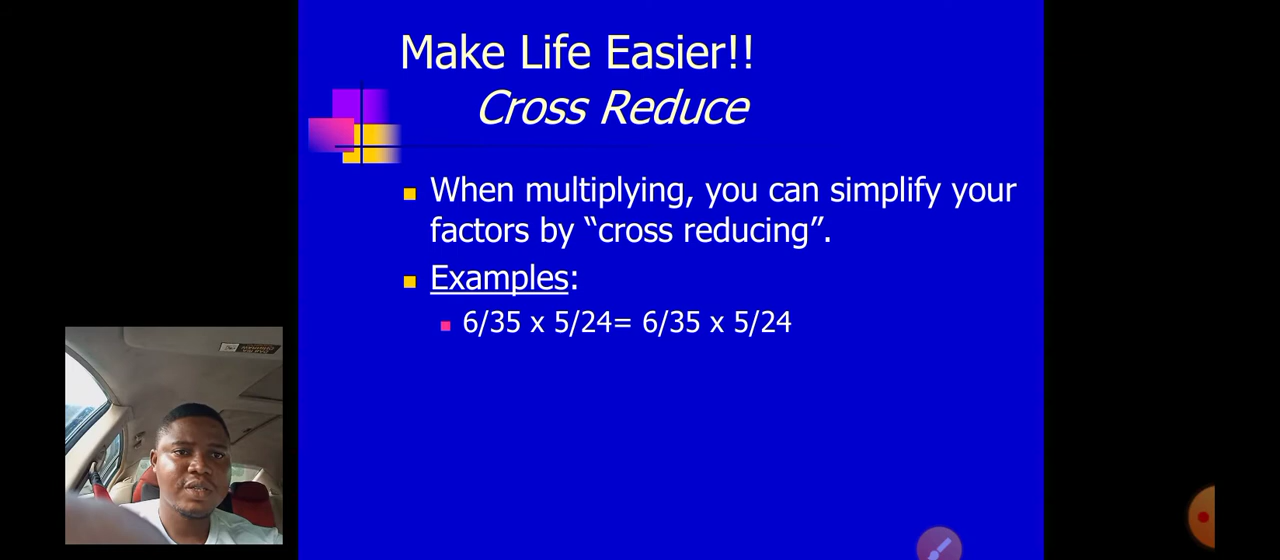 Make Life Easier!!
Cross Reduce
When multiplying, you can simplify your
factors by “cross reducing”.
Examples:
6/35 x 5/24= 6/35 x 5/24